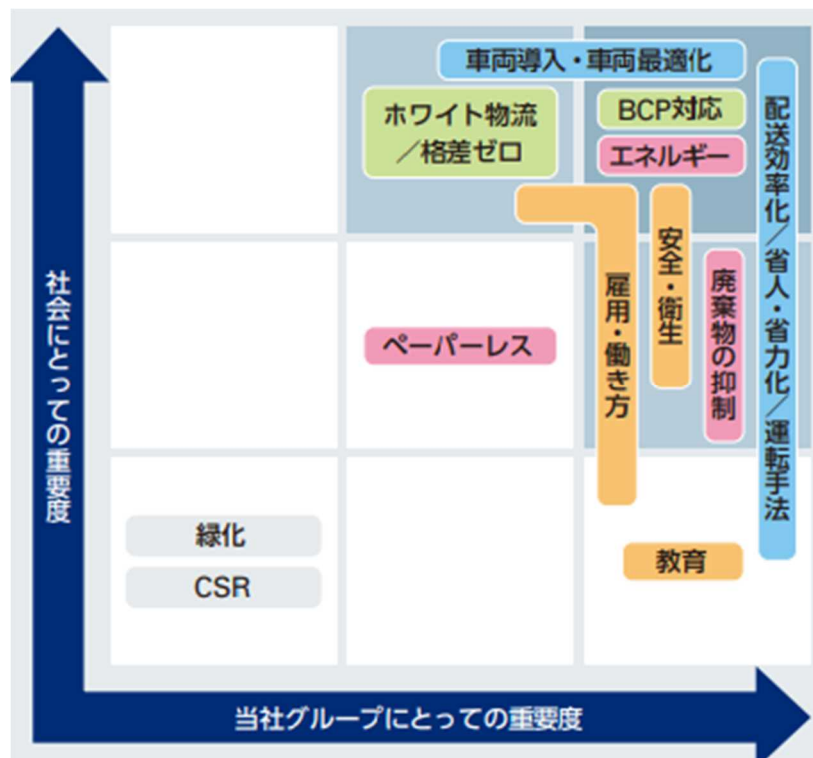 車両導入・車両最適化
ホワイト物流
／格差ゼロ
BCP対応
エネルギー
配送効率化／省人・省力化／運転手法
安全・衛生
雇用・働き方
廃棄物の抑制
ペーパーレス
社会にとっての重要度
緑化
CSR
教育
当社グループにとっての重要度